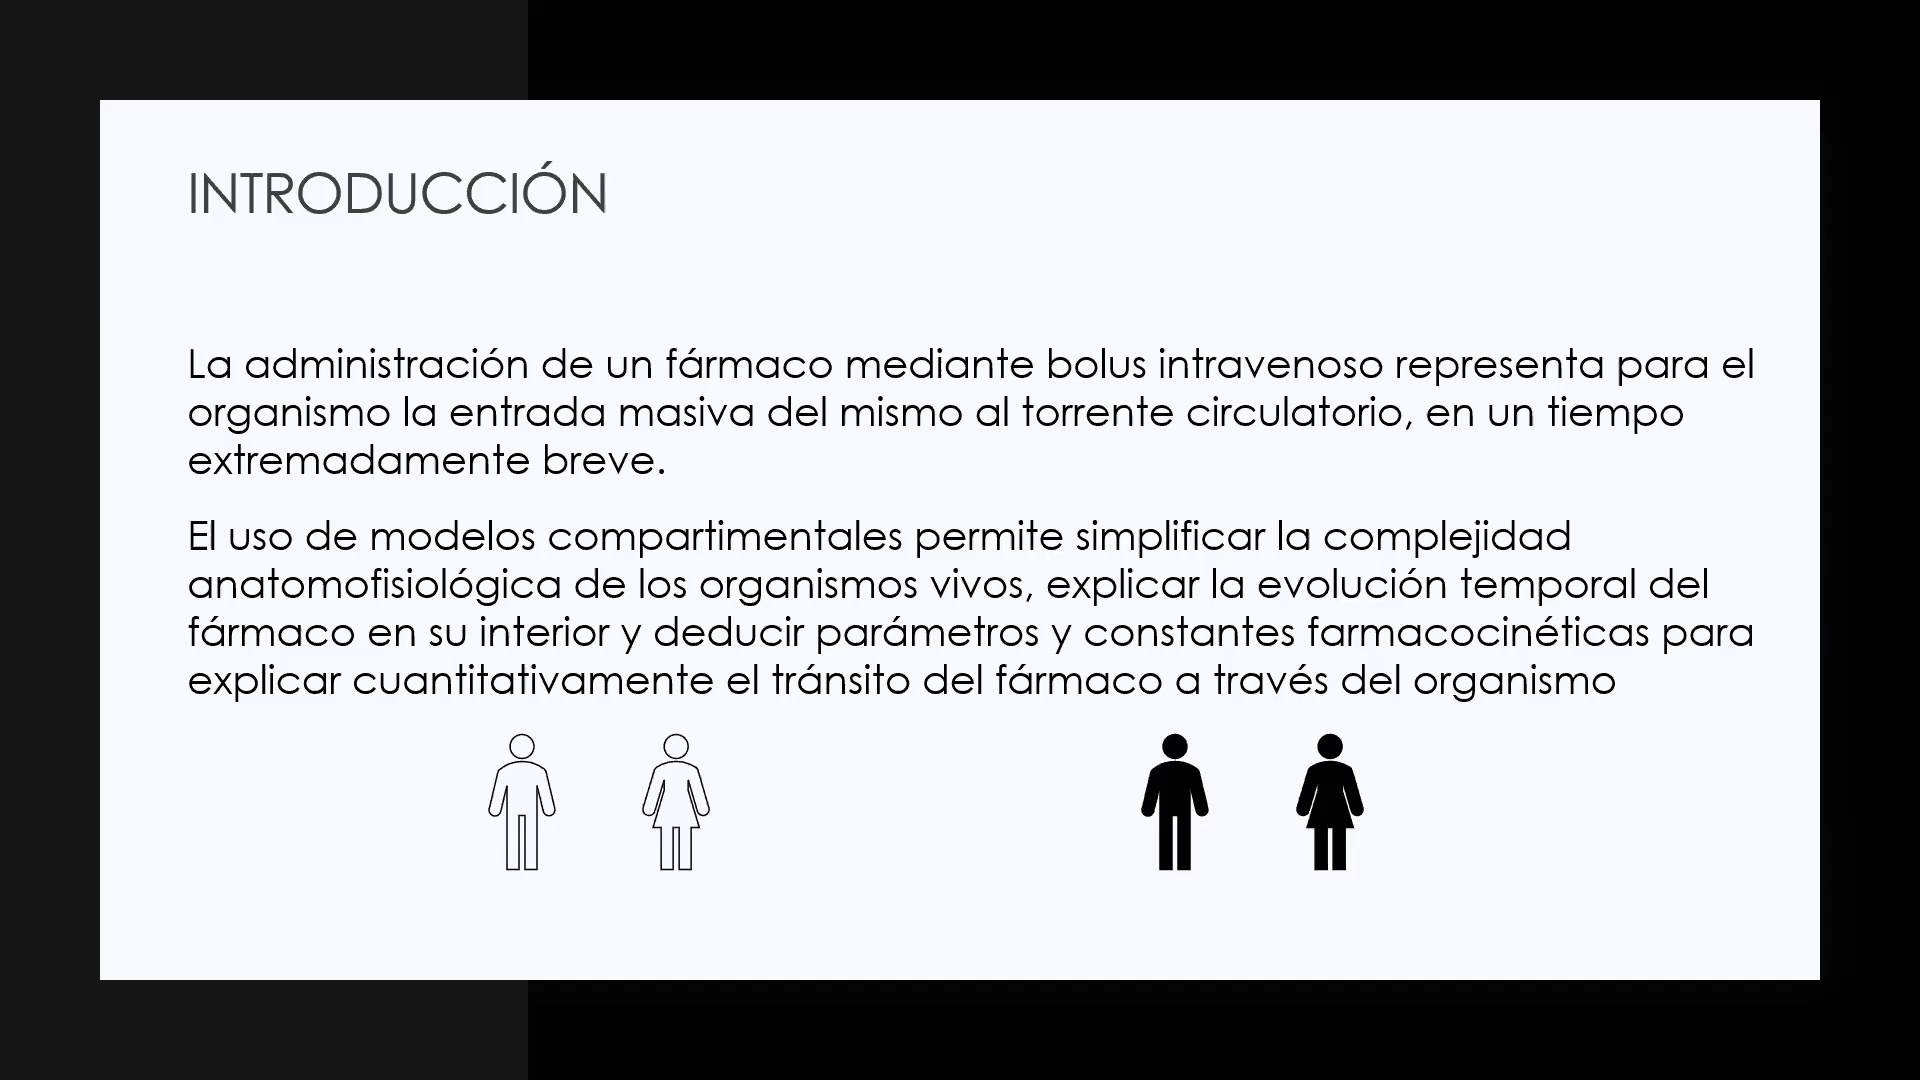 INTRODUCCIÓN
La administración de un fármaco mediante bolus intravenoso representa para el
organismo la entrada masiva del mismo al torrente circulatorio, en un tiempo
extremadamente breve.
El uso de modelos compartimentales permite simplificar la complejidad
anatomofisiológica de los organismos vivos, explicar la evolución temporal del
fármaco en su interior y deducir parámetros y constantes farmacocinéticas para
explicar cuantitativamente el tránsito del fármaco a través del organismo